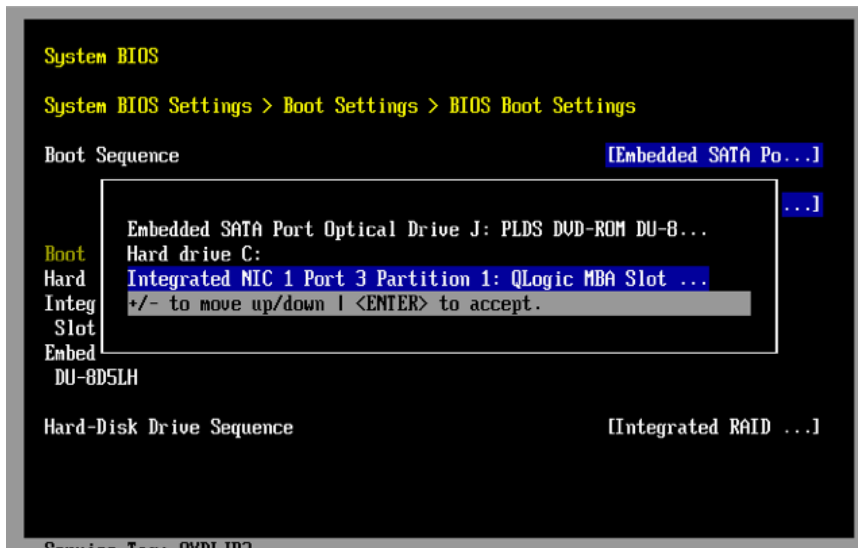 System BIOS
System BIOS Settings > Boot Settings > BIOS Boot Settings
Boot Sequence [Embedded SATA Po...]
...]
Embedded SATA Port Optical Drive J: PLDS DVD-ROM DU-8...
Boot Hard drive C:
Hard Integrated NIC 1 Port 3 Partition 1: QLogic MBA Slot ...
Integ +/- to move up/down | <ENTER> to accept.
Slot
Embed
DU-8D5LH
Hard-Disk Drive Sequence [Integrated RAID ...]